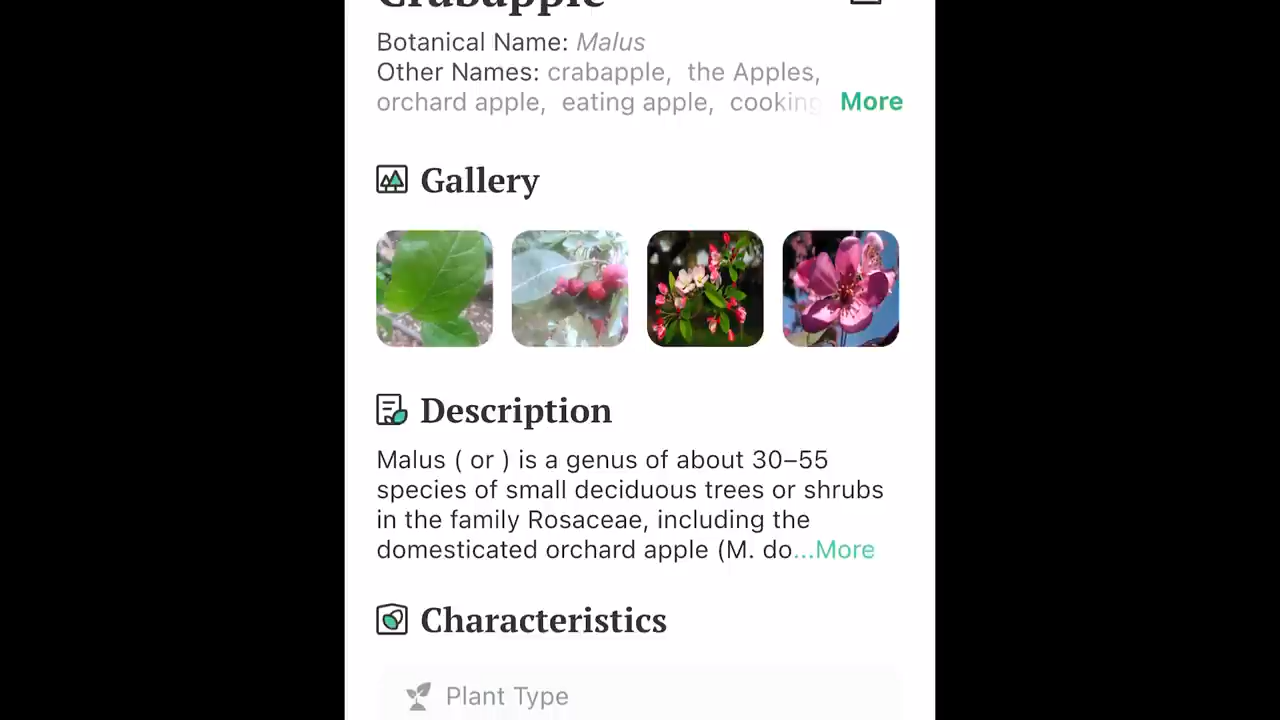 Crabapple
Botanical Name: Malus
Other Names: crabapple, the Apples,
orchard apple, eating apple, cooking More
Gallery
Description
Malus ( or ) is a genus of about 30–55
species of small deciduous trees or shrubs
in the family Rosaceae, including the
domesticated orchard apple (M. do...More
Characteristics
Plant Type